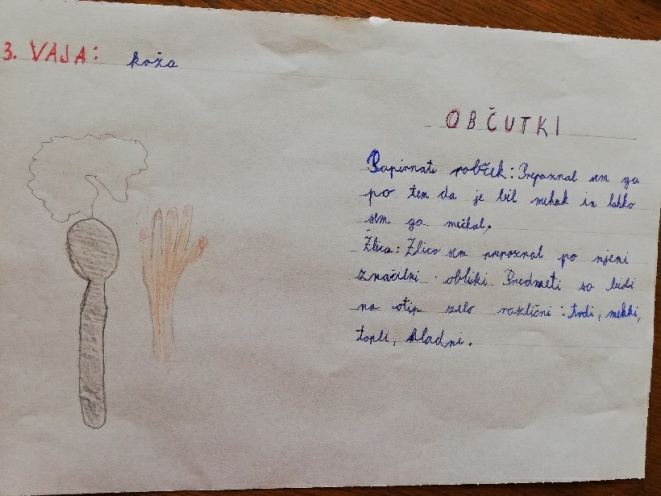 3. VAJA: koža
OBČUTKI
Papirnati robček: Prepoznal sem ga
po tem da je bil mehak in lahko
sem ga mečkal.
Žlica: Žlico sem prepoznal po njeni
značilni obliki. Predmeti so tudi
na otip zelo različni: trdi, mehki,
topli, hladni.